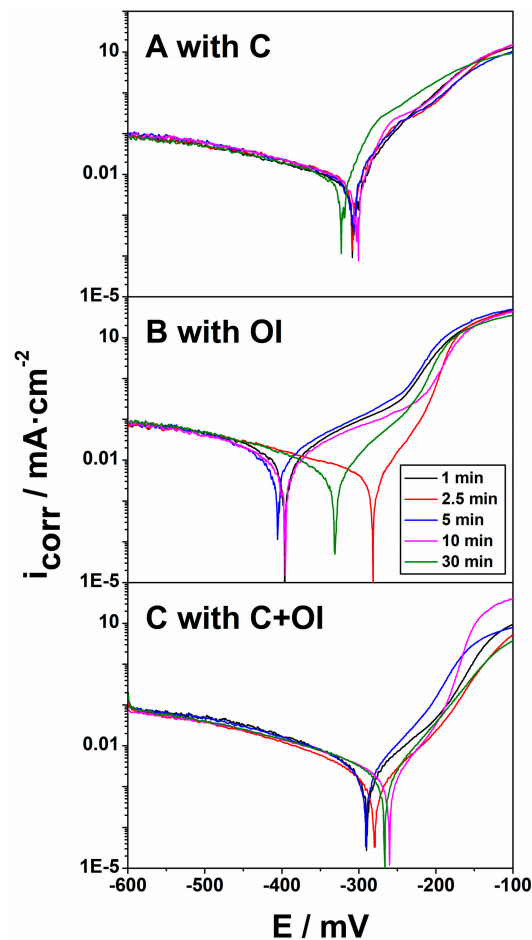 A with C
10
0.01
1E-5
B with OI
10
0.01
1E-5
1 min
2.5 min
5 min
10 min
30 min
C with C+OI
10
0.01
1E-5
i_corr / mA·cm⁻²
-600 -500 -400 -300 -200 -100
E / mV